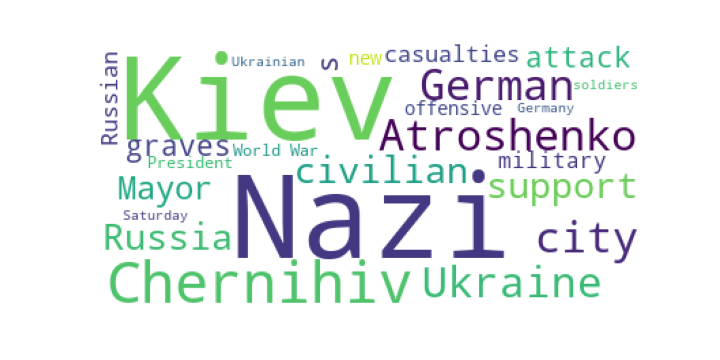 Kiev
Russian
Ukrainian
s
new
casualties
attack
German
soldiers
offensive
Germany
Atroshenko
graves
World War
President
civilian
military
support
Mayor
Nazi
Saturday
Russia
city
Chernihiv
Ukraine